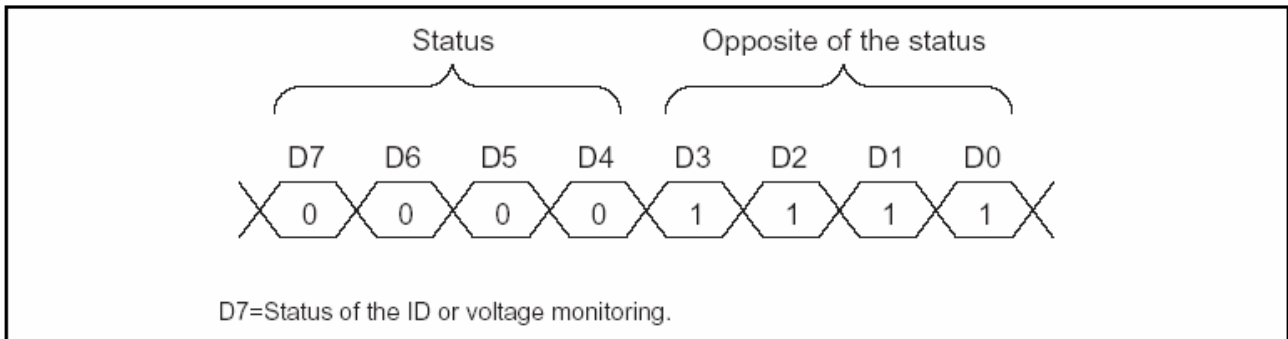 Status Opposite of the status
D7 D6 D5 D4 D3 D2 D1 D0
0 0 0 0 1 1 1 1
D7=Status of the ID or voltage monitoring.